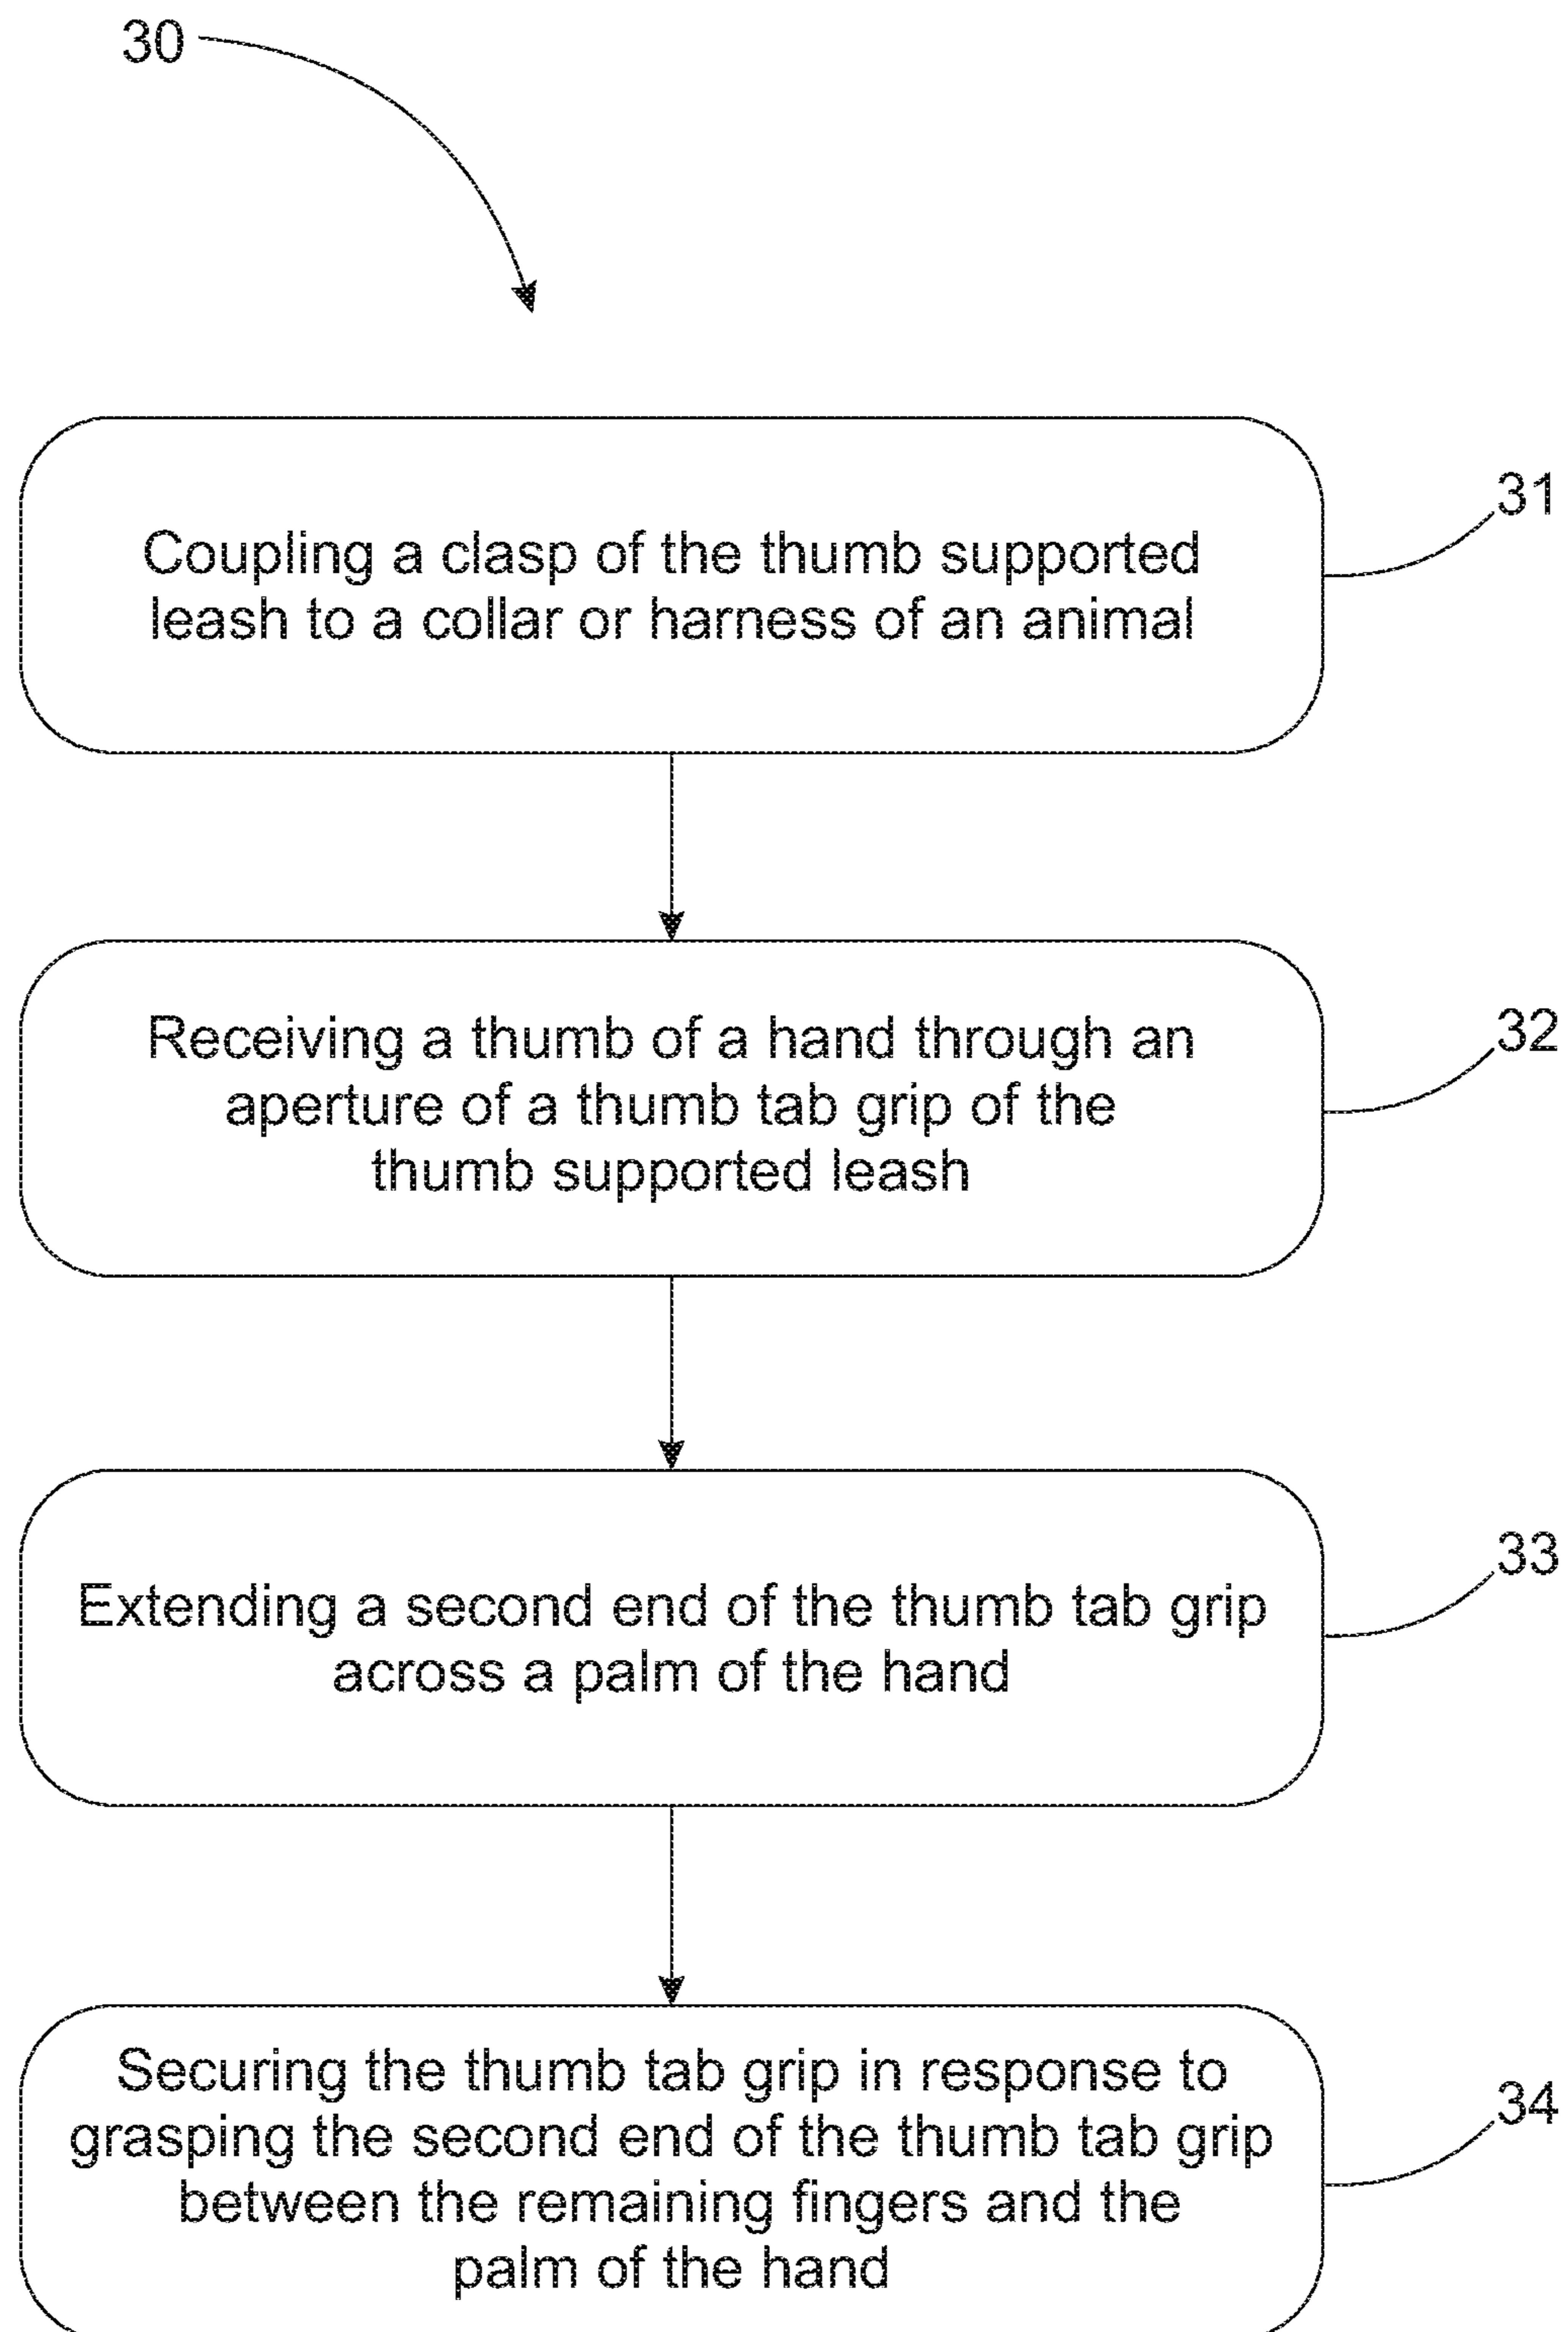 30
Coupling a clasp of the thumb supported
leash to a collar or harness of an animal
31
Receiving a thumb of a hand through an
aperture of a thumb tab grip of the
thumb supported leash
32
Extending a second end of the thumb tab grip
across a palm of the hand
33
Securing the thumb tab grip in response to
grasping the second end of the thumb tab grip
between the remaining fingers and the
palm of the hand
34